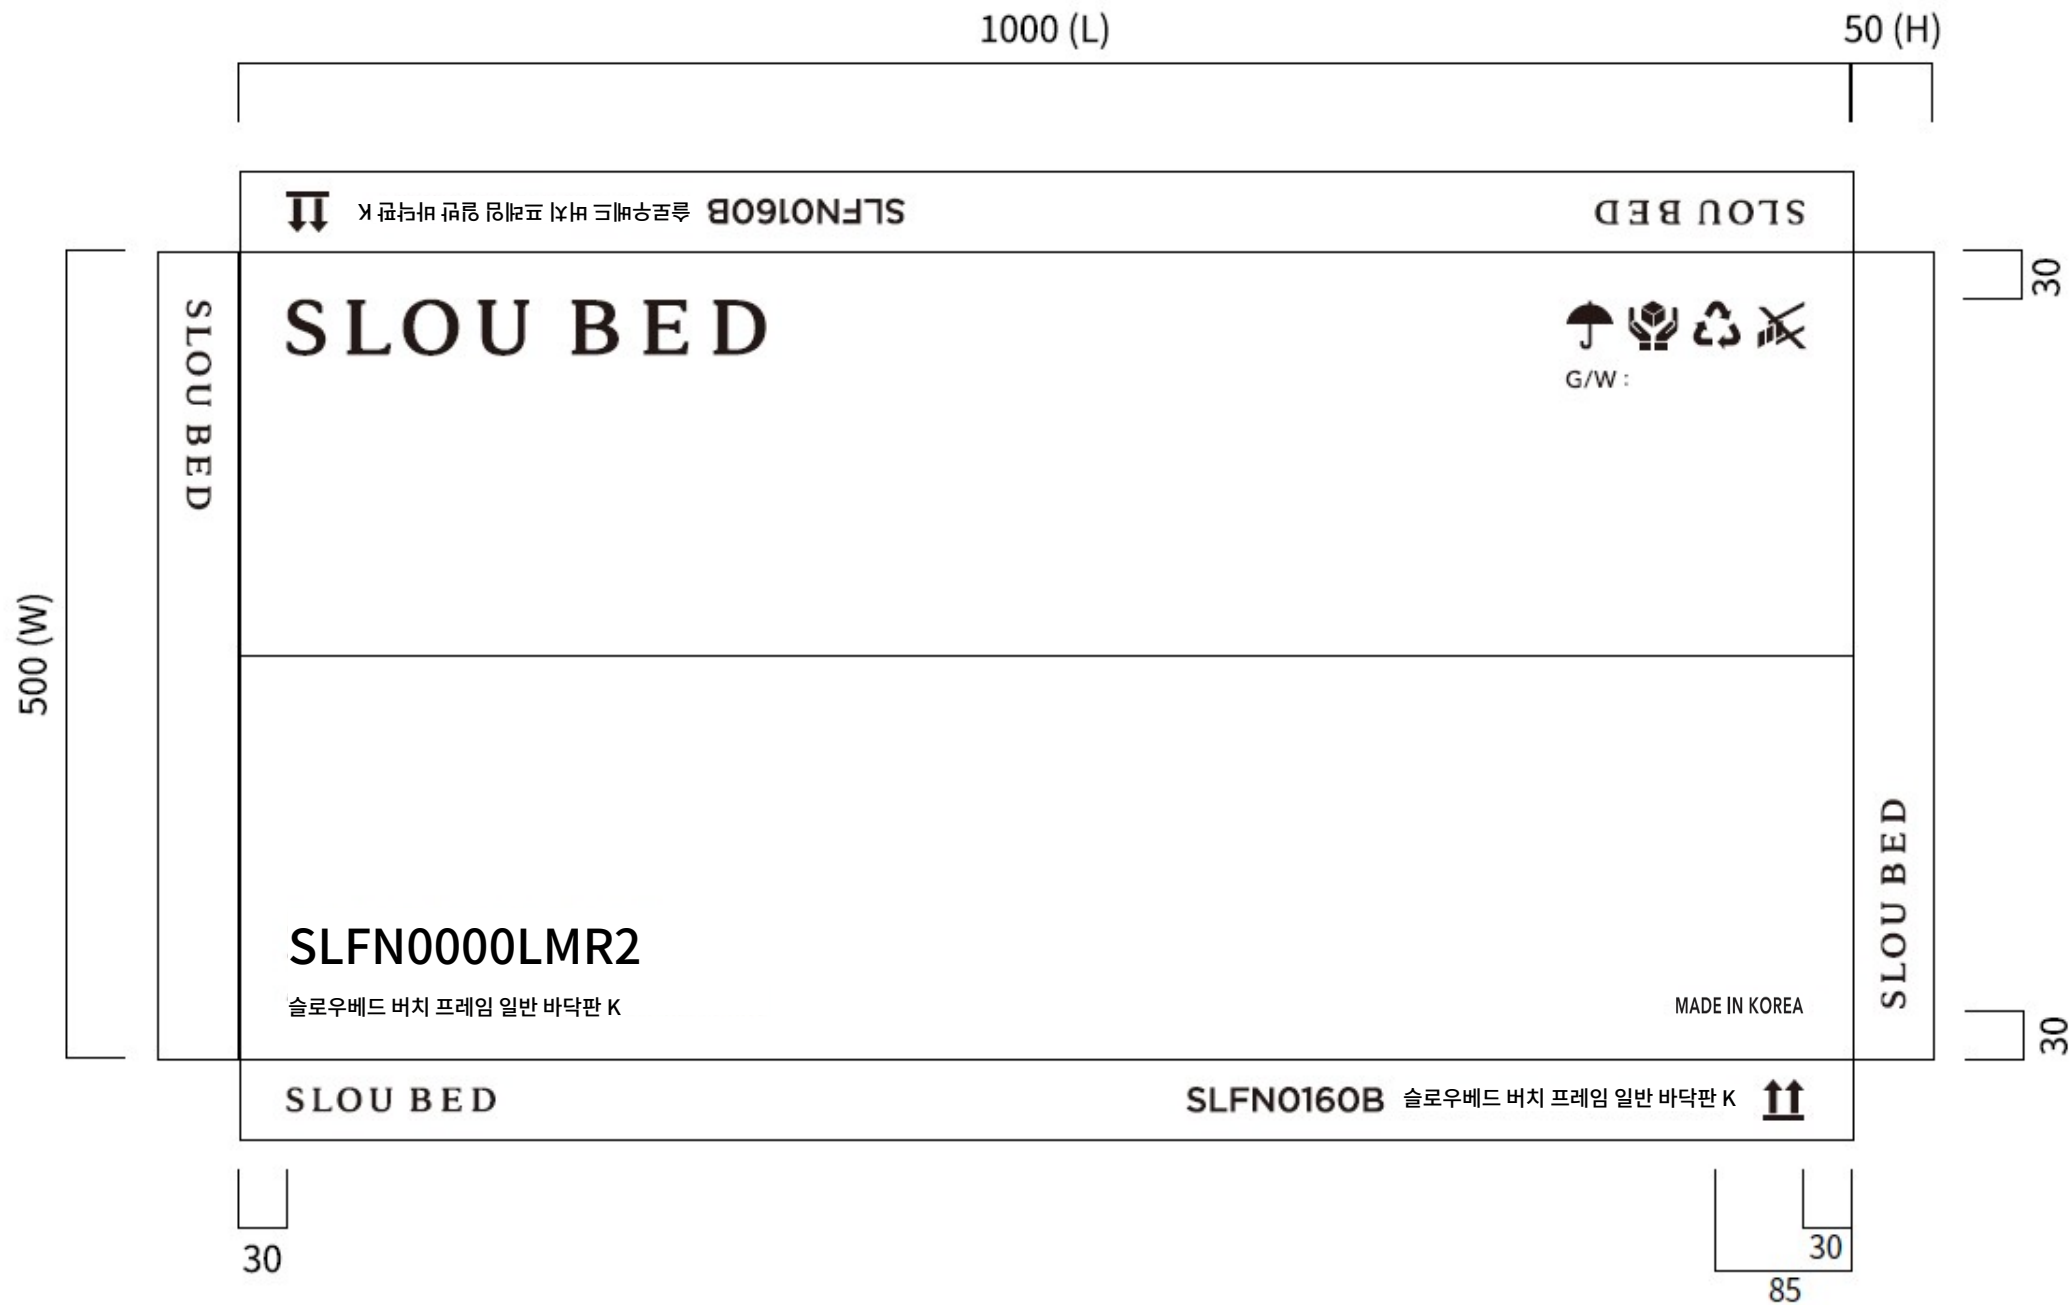 1000 (L)
50 (H)
SLFN0160B 슬로우베드 버치 프레임 일반 바닥판 K
SLOU BED
30
SLOU BED
SLOU BED
G/W :
500 (W)
SLFN0000LMR2
슬로우베드 버치 프레임 일반 바닥판 K
MADE IN KOREA
SLOU BED
30
SLOU BED
SLFN0160B 슬로우베드 버치 프레임 일반 바닥판 K
30
30
85